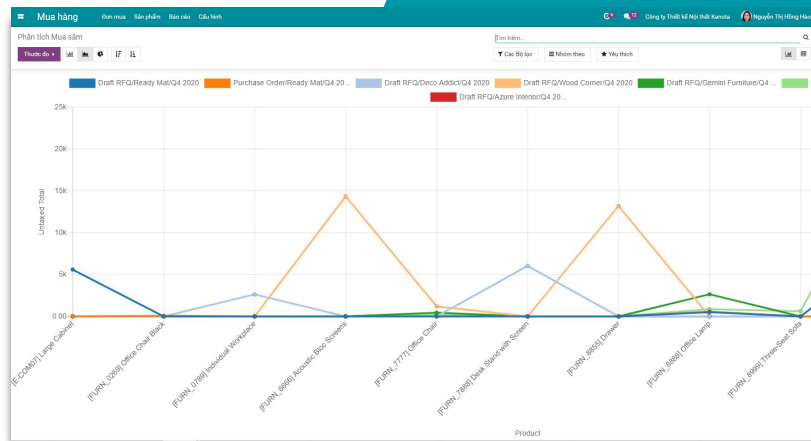 Mua hàng Đơn mua Sản phẩm Báo cáo Cấu hình 6 12 Công ty Thiết kế Nội thất Kanota Nguyễn Thị Hồng Hảo
Phân tích Mua sắm Tìm kiếm...
Thước đo Các Bộ lọc Nhóm theo Yêu thích
Draft RFQ/Ready Mat/Q4 2020 Purchase Order/Ready Mat/Q4 20... Draft RFQ/Deco Addict/Q4 2020 Draft RFQ/Wood Corner/Q4 2020 Draft RFQ/Gemini Furniture/Q4 ...
Draft RFQ/Azure Interior/Q4 20...
25k
20k
15k
10k
5k
0.00
Untaxed Total
[E-COM07] Large Cabinet
[FURN_0269] Office Chair Black
[FURN_0789] Individual Workplace
[FURN_6666] Acoustic Bloc Screens
[FURN_7777] Office Chair
[FURN_7888] Desk Stand with Screen
[FURN_8855] Drawer
[FURN_8888] Office Lamp
[FURN_8999] Three-Seat Sofa
Product